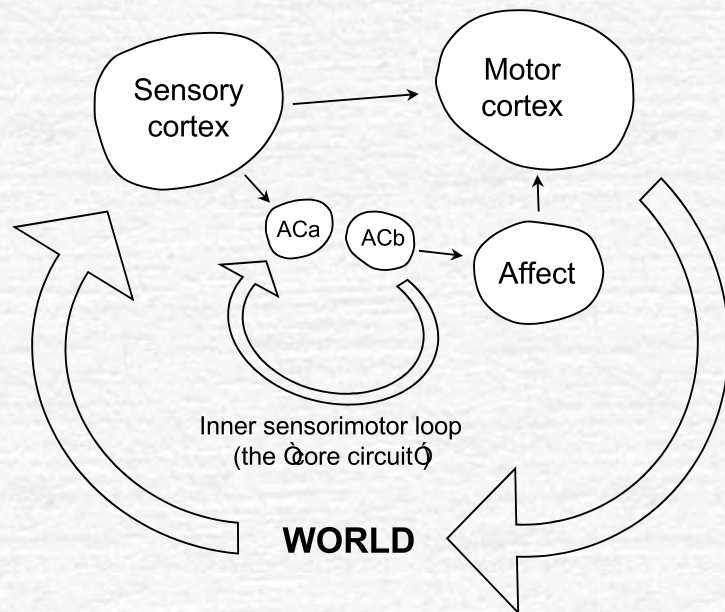 Sensory
cortex
Motor
cortex
ACa
ACb
Affect
Inner sensorimotor loop
(the Òcore circuitÓ)
WORLD